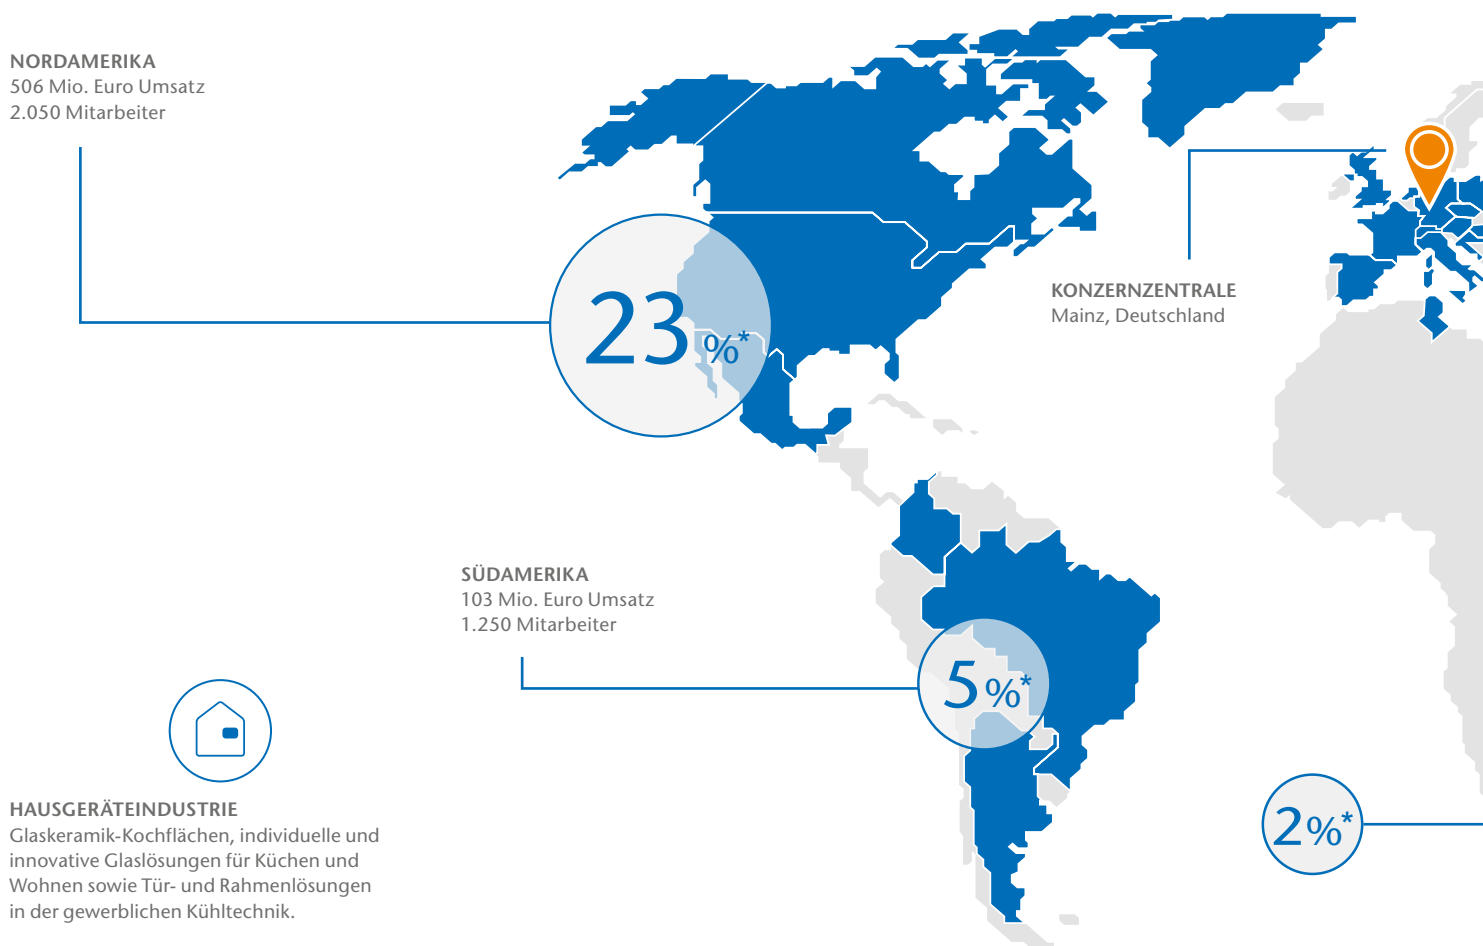 NORDAMERIKA
506 Mio. Euro Umsatz
2.050 Mitarbeiter
23 %*
KONZERNZENTRALE
Mainz, Deutschland
SÜDAMERIKA
103 Mio. Euro Umsatz
1.250 Mitarbeiter
5 %*
2 %*
HAUSGERÄTEINDUSTRIE
Glaskeramik-Kochflächen, individuelle und
innovative Glaslösungen für Küchen und
Wohnen sowie Tür- und Rahmenlösungen
in der gewerblichen Kühltechnik.